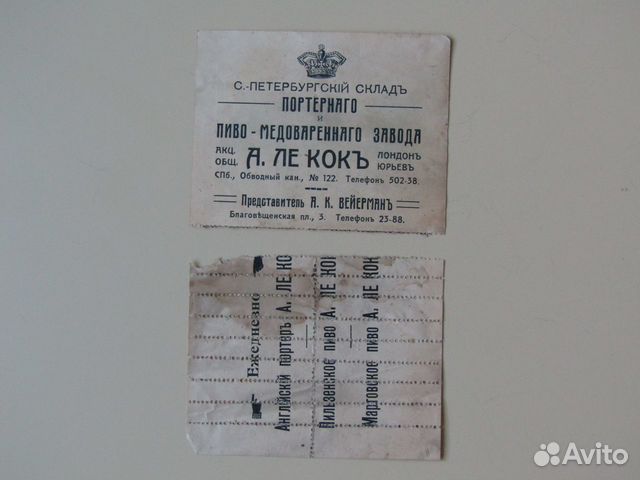 С.-ПЕТЕРБУРГСКІЙ СКЛАДЪ
ПОРТЕРНАГО
И
ПИВО-МЕДОВАРЕННАГО ЗАВОДА
АКЦ. ОБЩ. А. ЛЕ КОКЪ ЛОНДОНЪ ЮРЬЕВЪ
СПб., Обводный кан., № 122. Телефонъ 502-38.
Представитель А. К. ВЕЙЕРМАНЪ
Благовѣщенская пл., 3. Телефонъ 23-88.
Ежедневно
Англійскій портеръ А. ЛЕ КО
Пильзенское пиво А. ЛЕ КОК
Мартовское пиво А. ЛЕ КОК
Avito